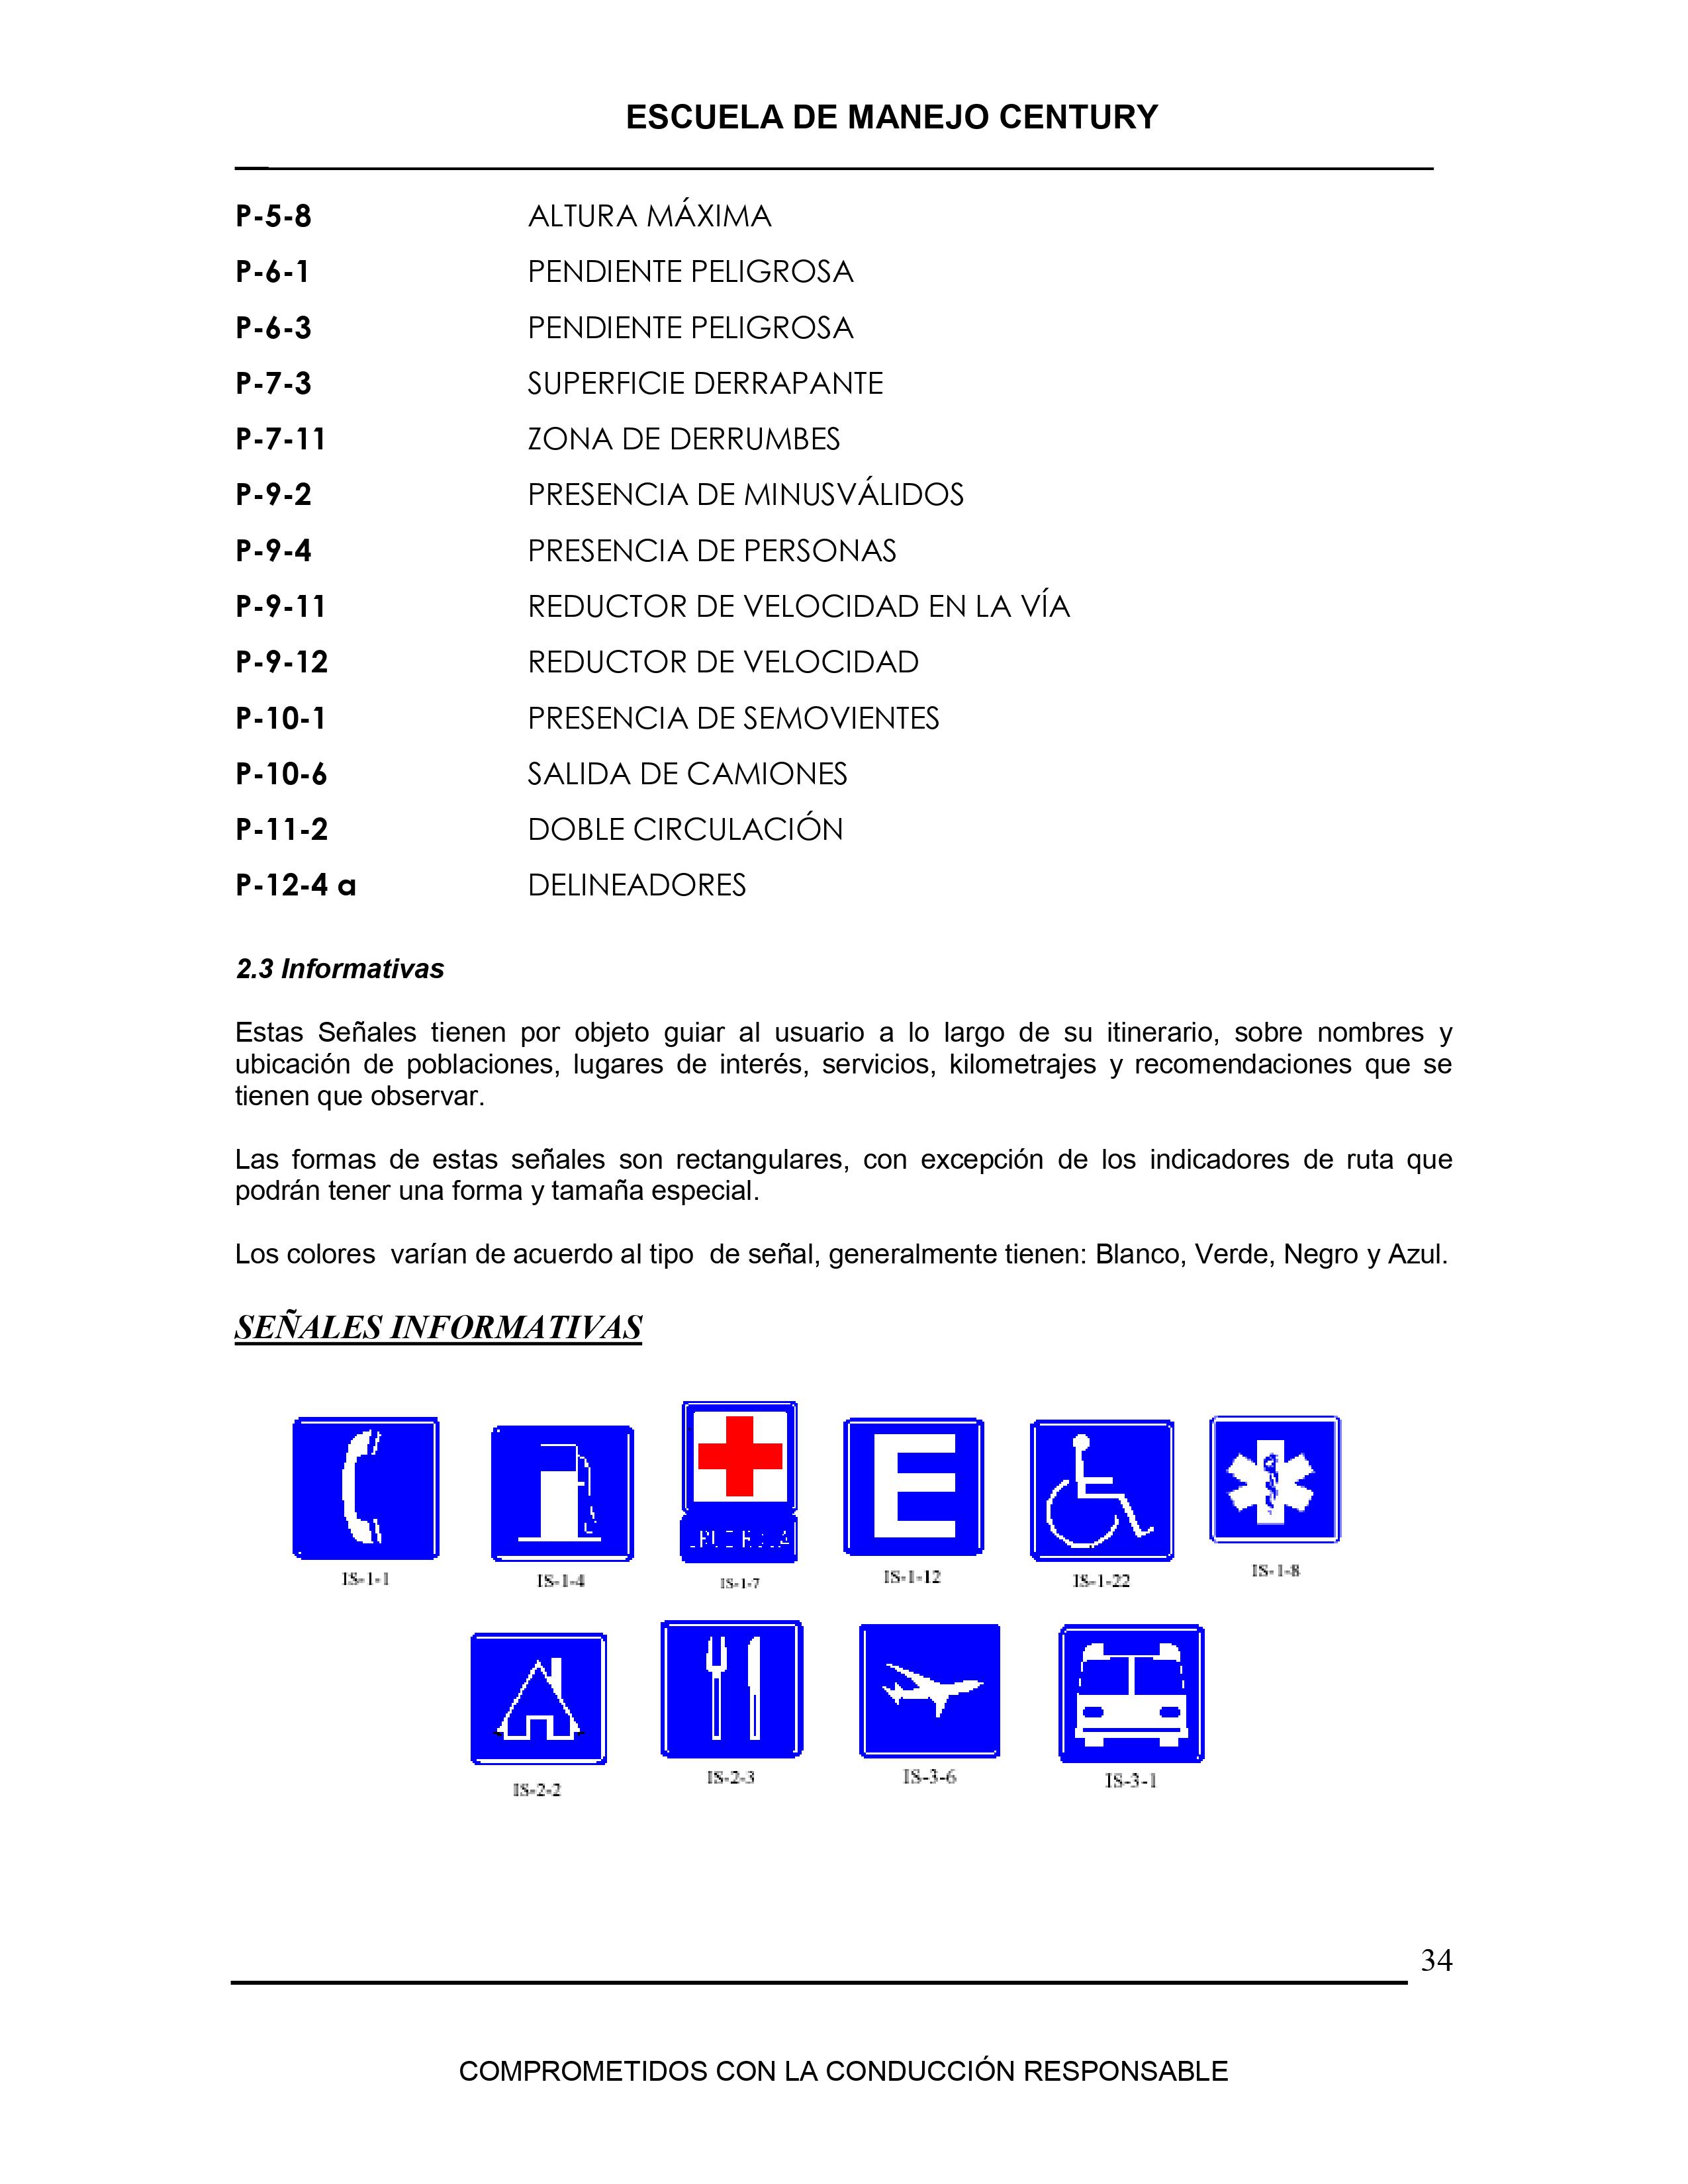 ESCUELA DE MANEJO CENTURY
P-5-8 ALTURA MÁXIMA
P-6-1 PENDIENTE PELIGROSA
P-6-3 PENDIENTE PELIGROSA
P-7-3 SUPERFICIE DERRAPANTE
P-7-11 ZONA DE DERRUMBES
P-9-2 PRESENCIA DE MINUSVÁLIDOS
P-9-4 PRESENCIA DE PERSONAS
P-9-11 REDUCTOR DE VELOCIDAD EN LA VÍA
P-9-12 REDUCTOR DE VELOCIDAD
P-10-1 PRESENCIA DE SEMOVIENTES
P-10-6 SALIDA DE CAMIONES
P-11-2 DOBLE CIRCULACIÓN
P-12-4 a DELINEADORES
2.3 Informativas
Estas Señales tienen por objeto guiar al usuario a lo largo de su itinerario, sobre nombres y
ubicación de poblaciones, lugares de interés, servicios, kilometrajes y recomendaciones que se
tienen que observar.
Las formas de estas señales son rectangulares, con excepción de los indicadores de ruta que
podrán tener una forma y tamaña especial.
Los colores varían de acuerdo al tipo de señal, generalmente tienen: Blanco, Verde, Negro y Azul.
SEÑALES INFORMATIVAS
E
IS-1-1 IS-1-4 IS-1-7 IS-1-12 IS-1-22 IS-1-8
IS-2-2 IS-2-3 IS-3-6 IS-3-1
34
COMPROMETIDOS CON LA CONDUCCIÓN RESPONSABLE